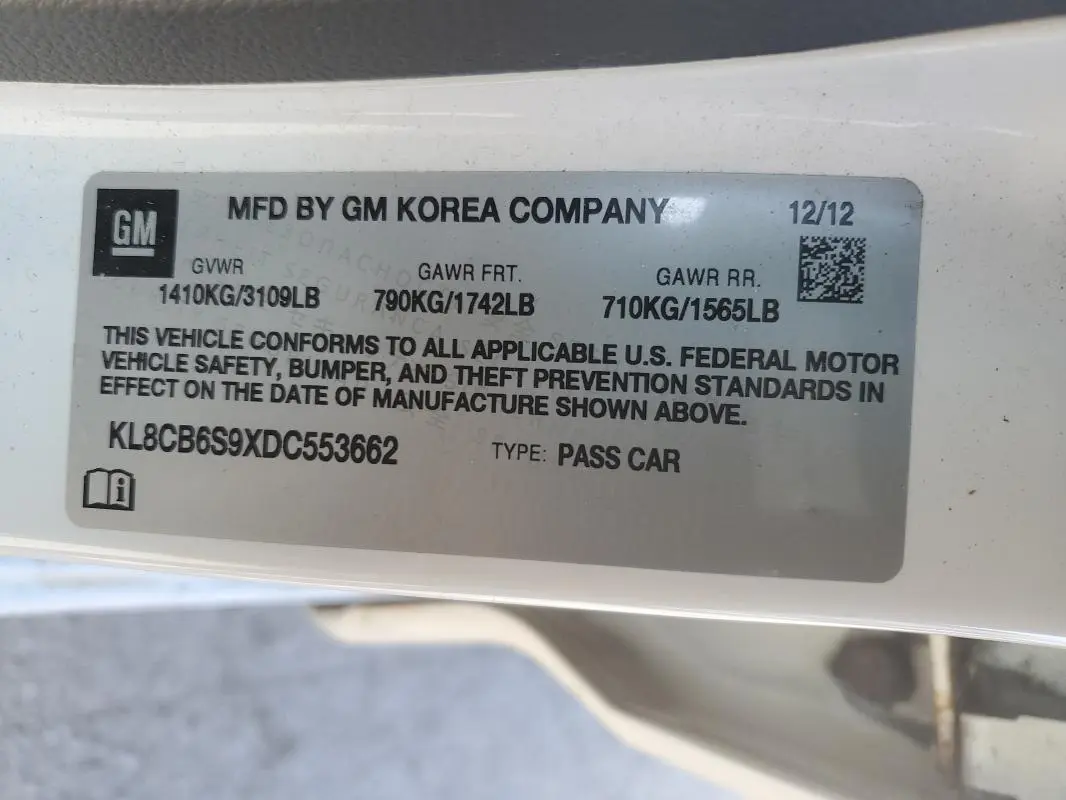 GM
MFD BY GM KOREA COMPANY 12/12
GVWR GAWR FRT. GAWR RR.
1410KG/3109LB 790KG/1742LB 710KG/1565LB
THIS VEHICLE CONFORMS TO ALL APPLICABLE U.S. FEDERAL MOTOR
VEHICLE SAFETY, BUMPER, AND THEFT PREVENTION STANDARDS IN
EFFECT ON THE DATE OF MANUFACTURE SHOWN ABOVE.
KL8CB6S9XDC553662 TYPE: PASS CAR